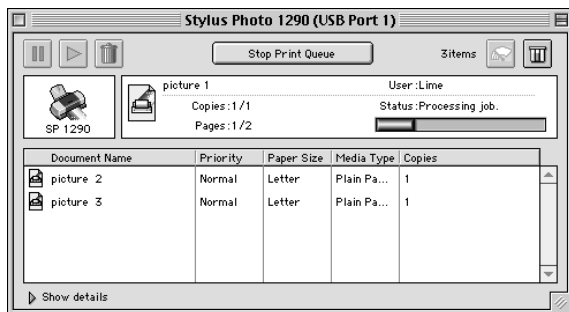 Stylus Photo 1290 (USB Port 1)
Stop Print Queue
3items
SP 1290
picture 1
User:Lime
Copies:1/1
Status:Processing job.
Pages:1/2
Document Name Priority Paper Size Media Type Copies
picture 2 Normal Letter Plain Pa... 1
picture 3 Normal Letter Plain Pa... 1
Show details